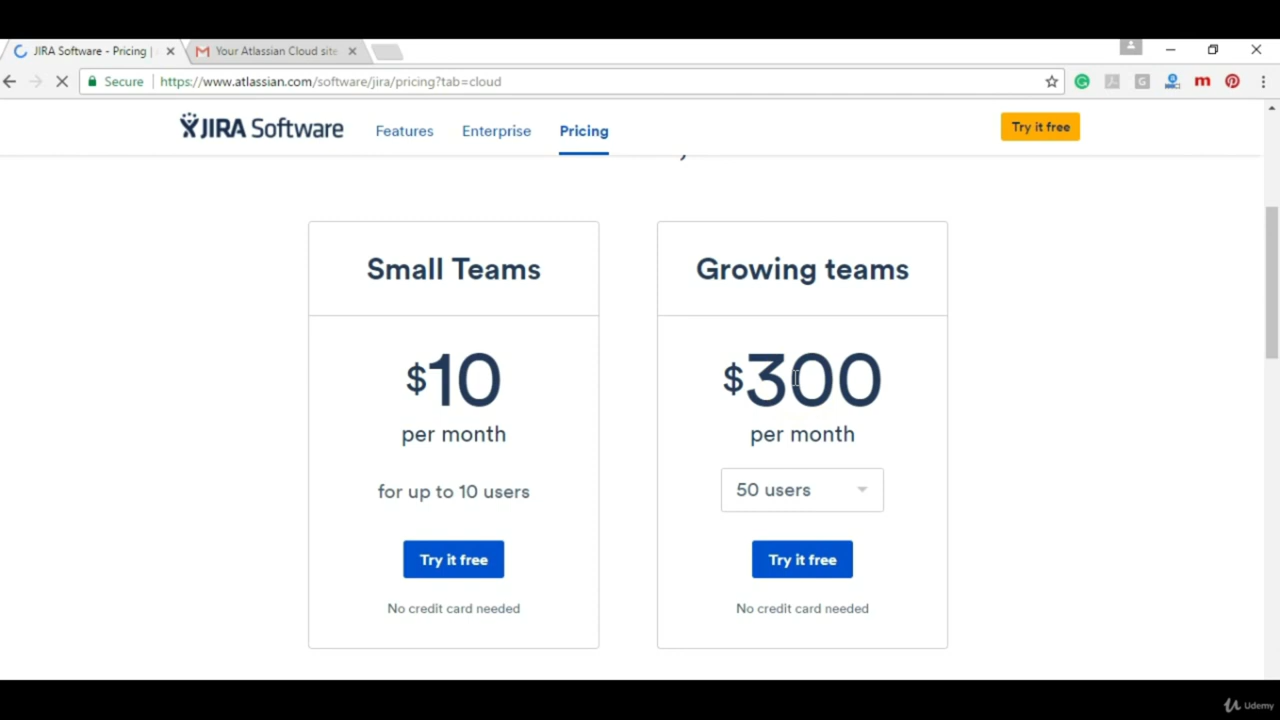 JIRA Software - Pricing |
Your Atlassian Cloud site
Secure
https://www.atlassian.com/software/jira/pricing?tab=cloud
JIRA Software
Features
Enterprise
Pricing
Try it free
Small Teams
$10
per month
for up to 10 users
Try it free
No credit card needed
Growing teams
$300
per month
50 users
Try it free
No credit card needed
Udemy